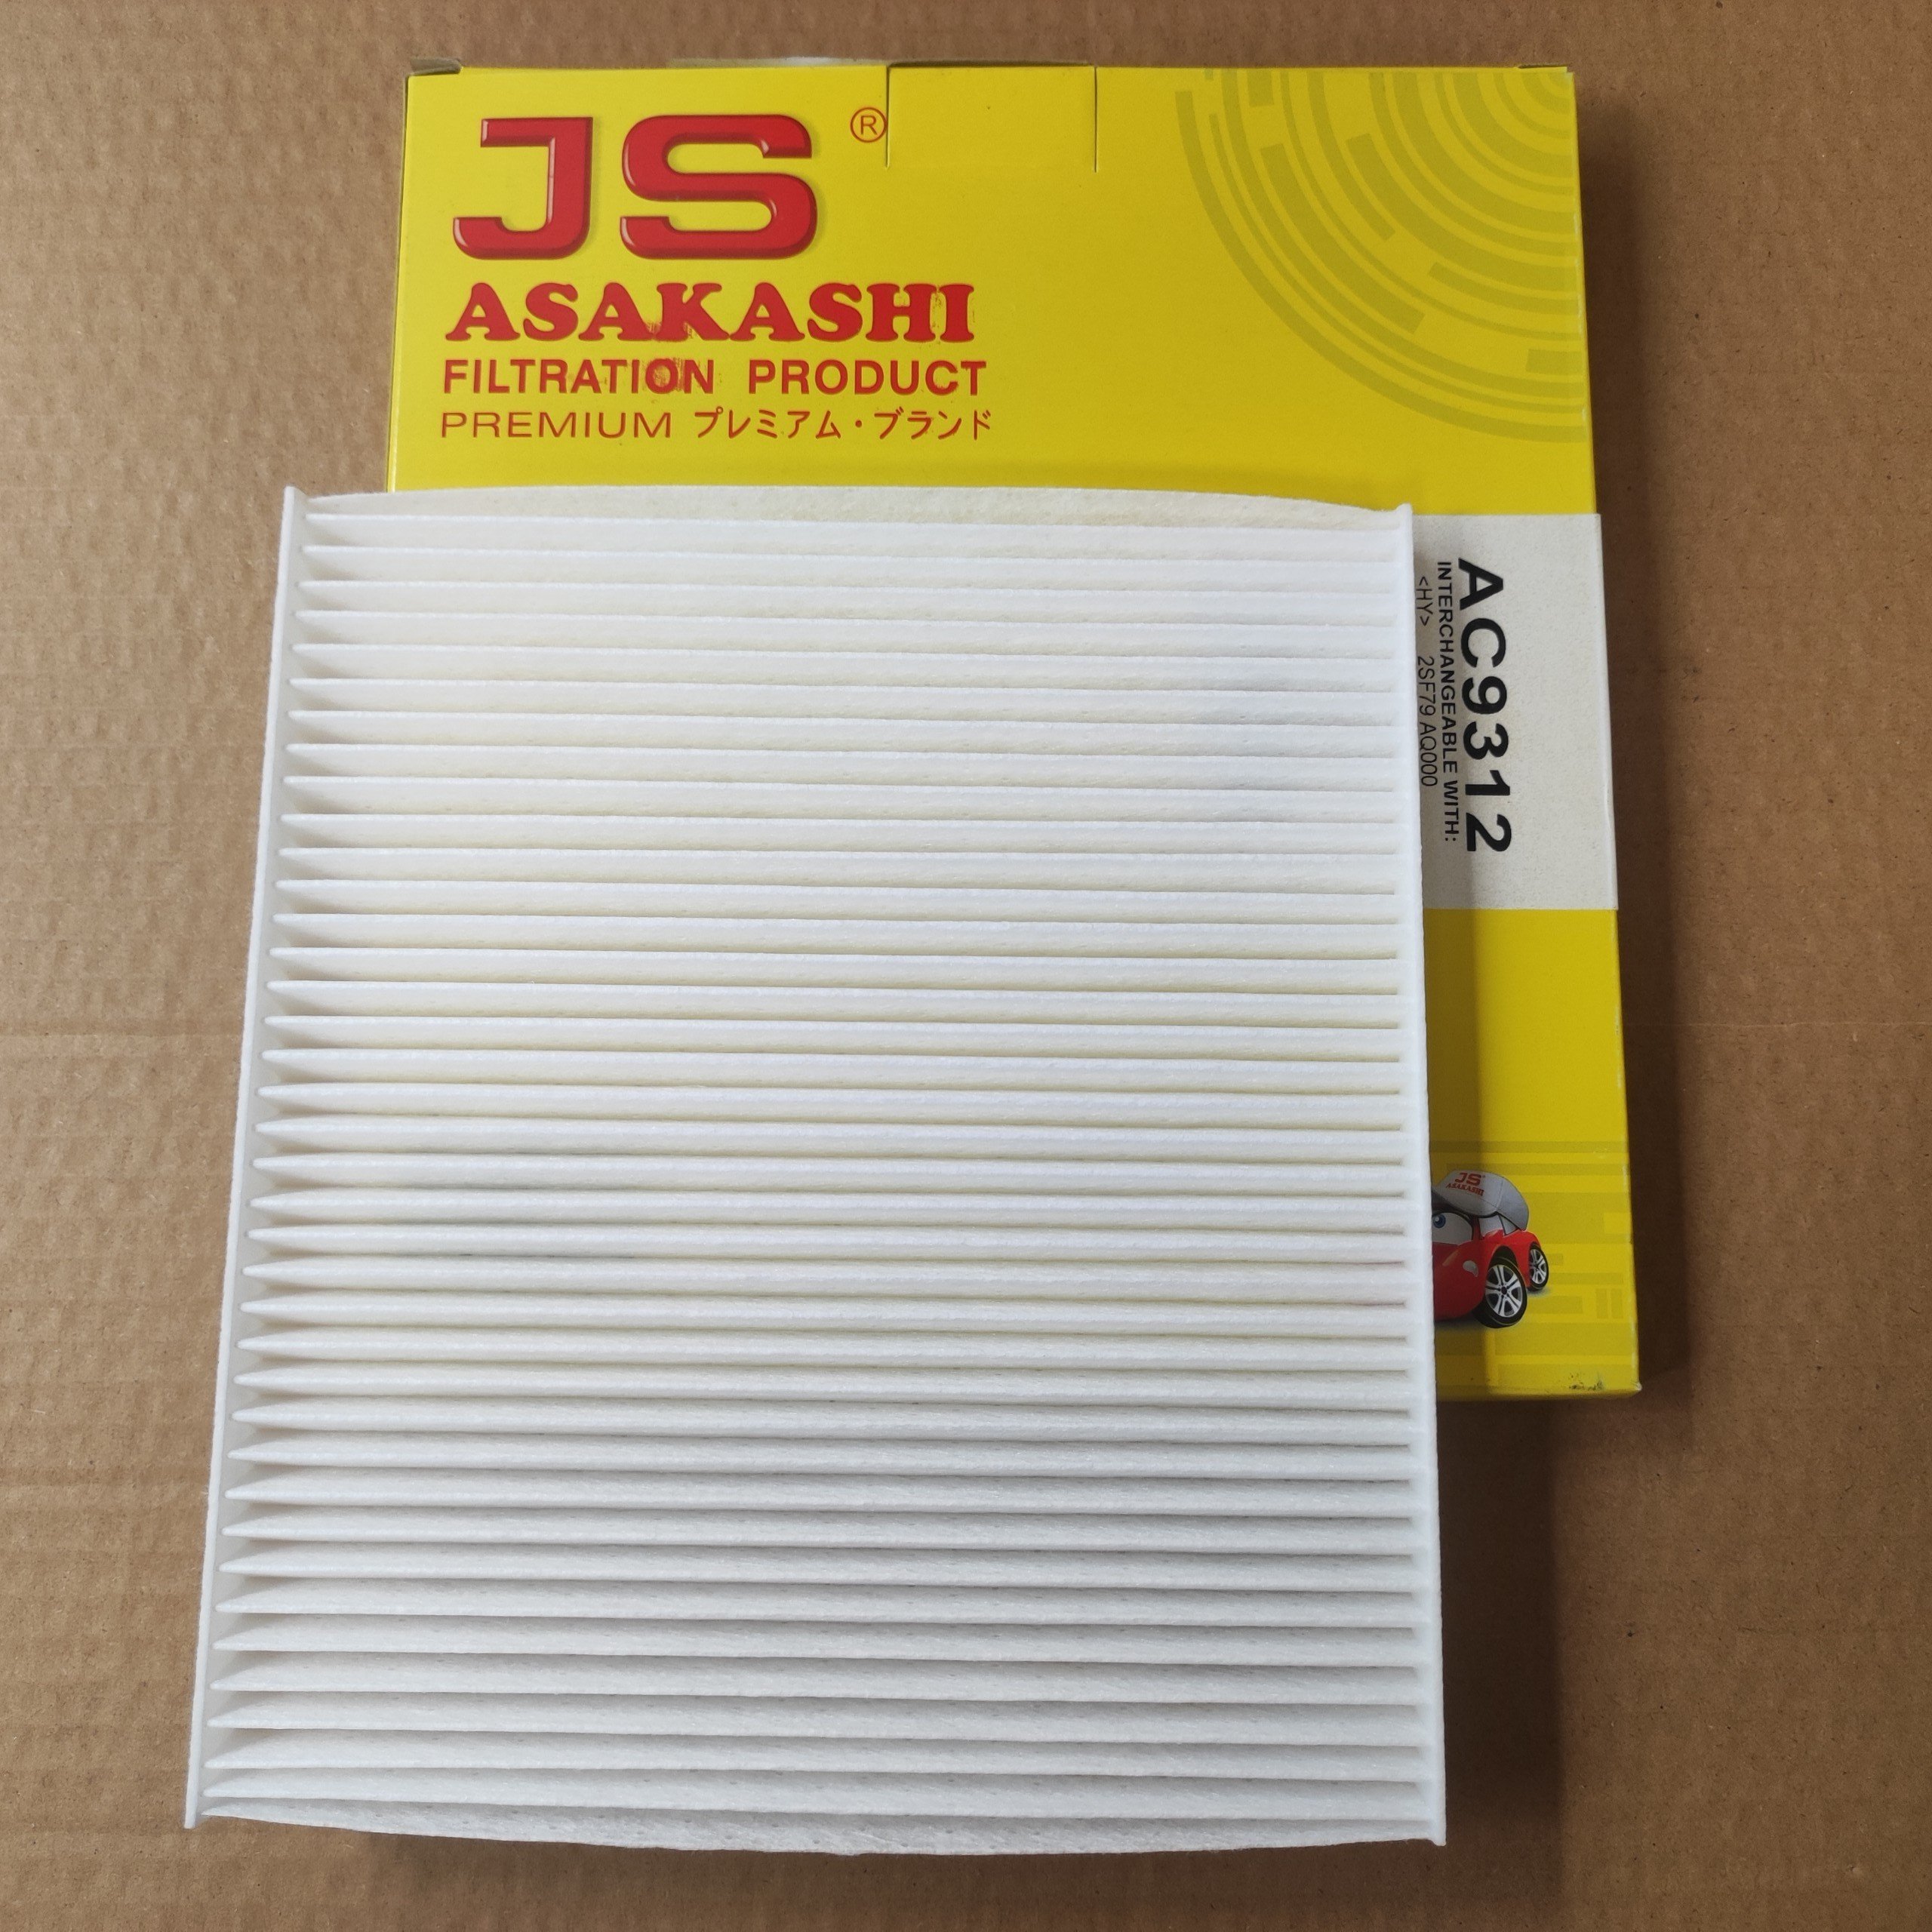 JS ®
ASAKASHI
FILTRATION PRODUCT
PREMIUM プレミアム・ブランド
AC9312
INTERCHANGEABLE WITH:
<HY> 2SF79 AQ000
JS
ASAKASHI